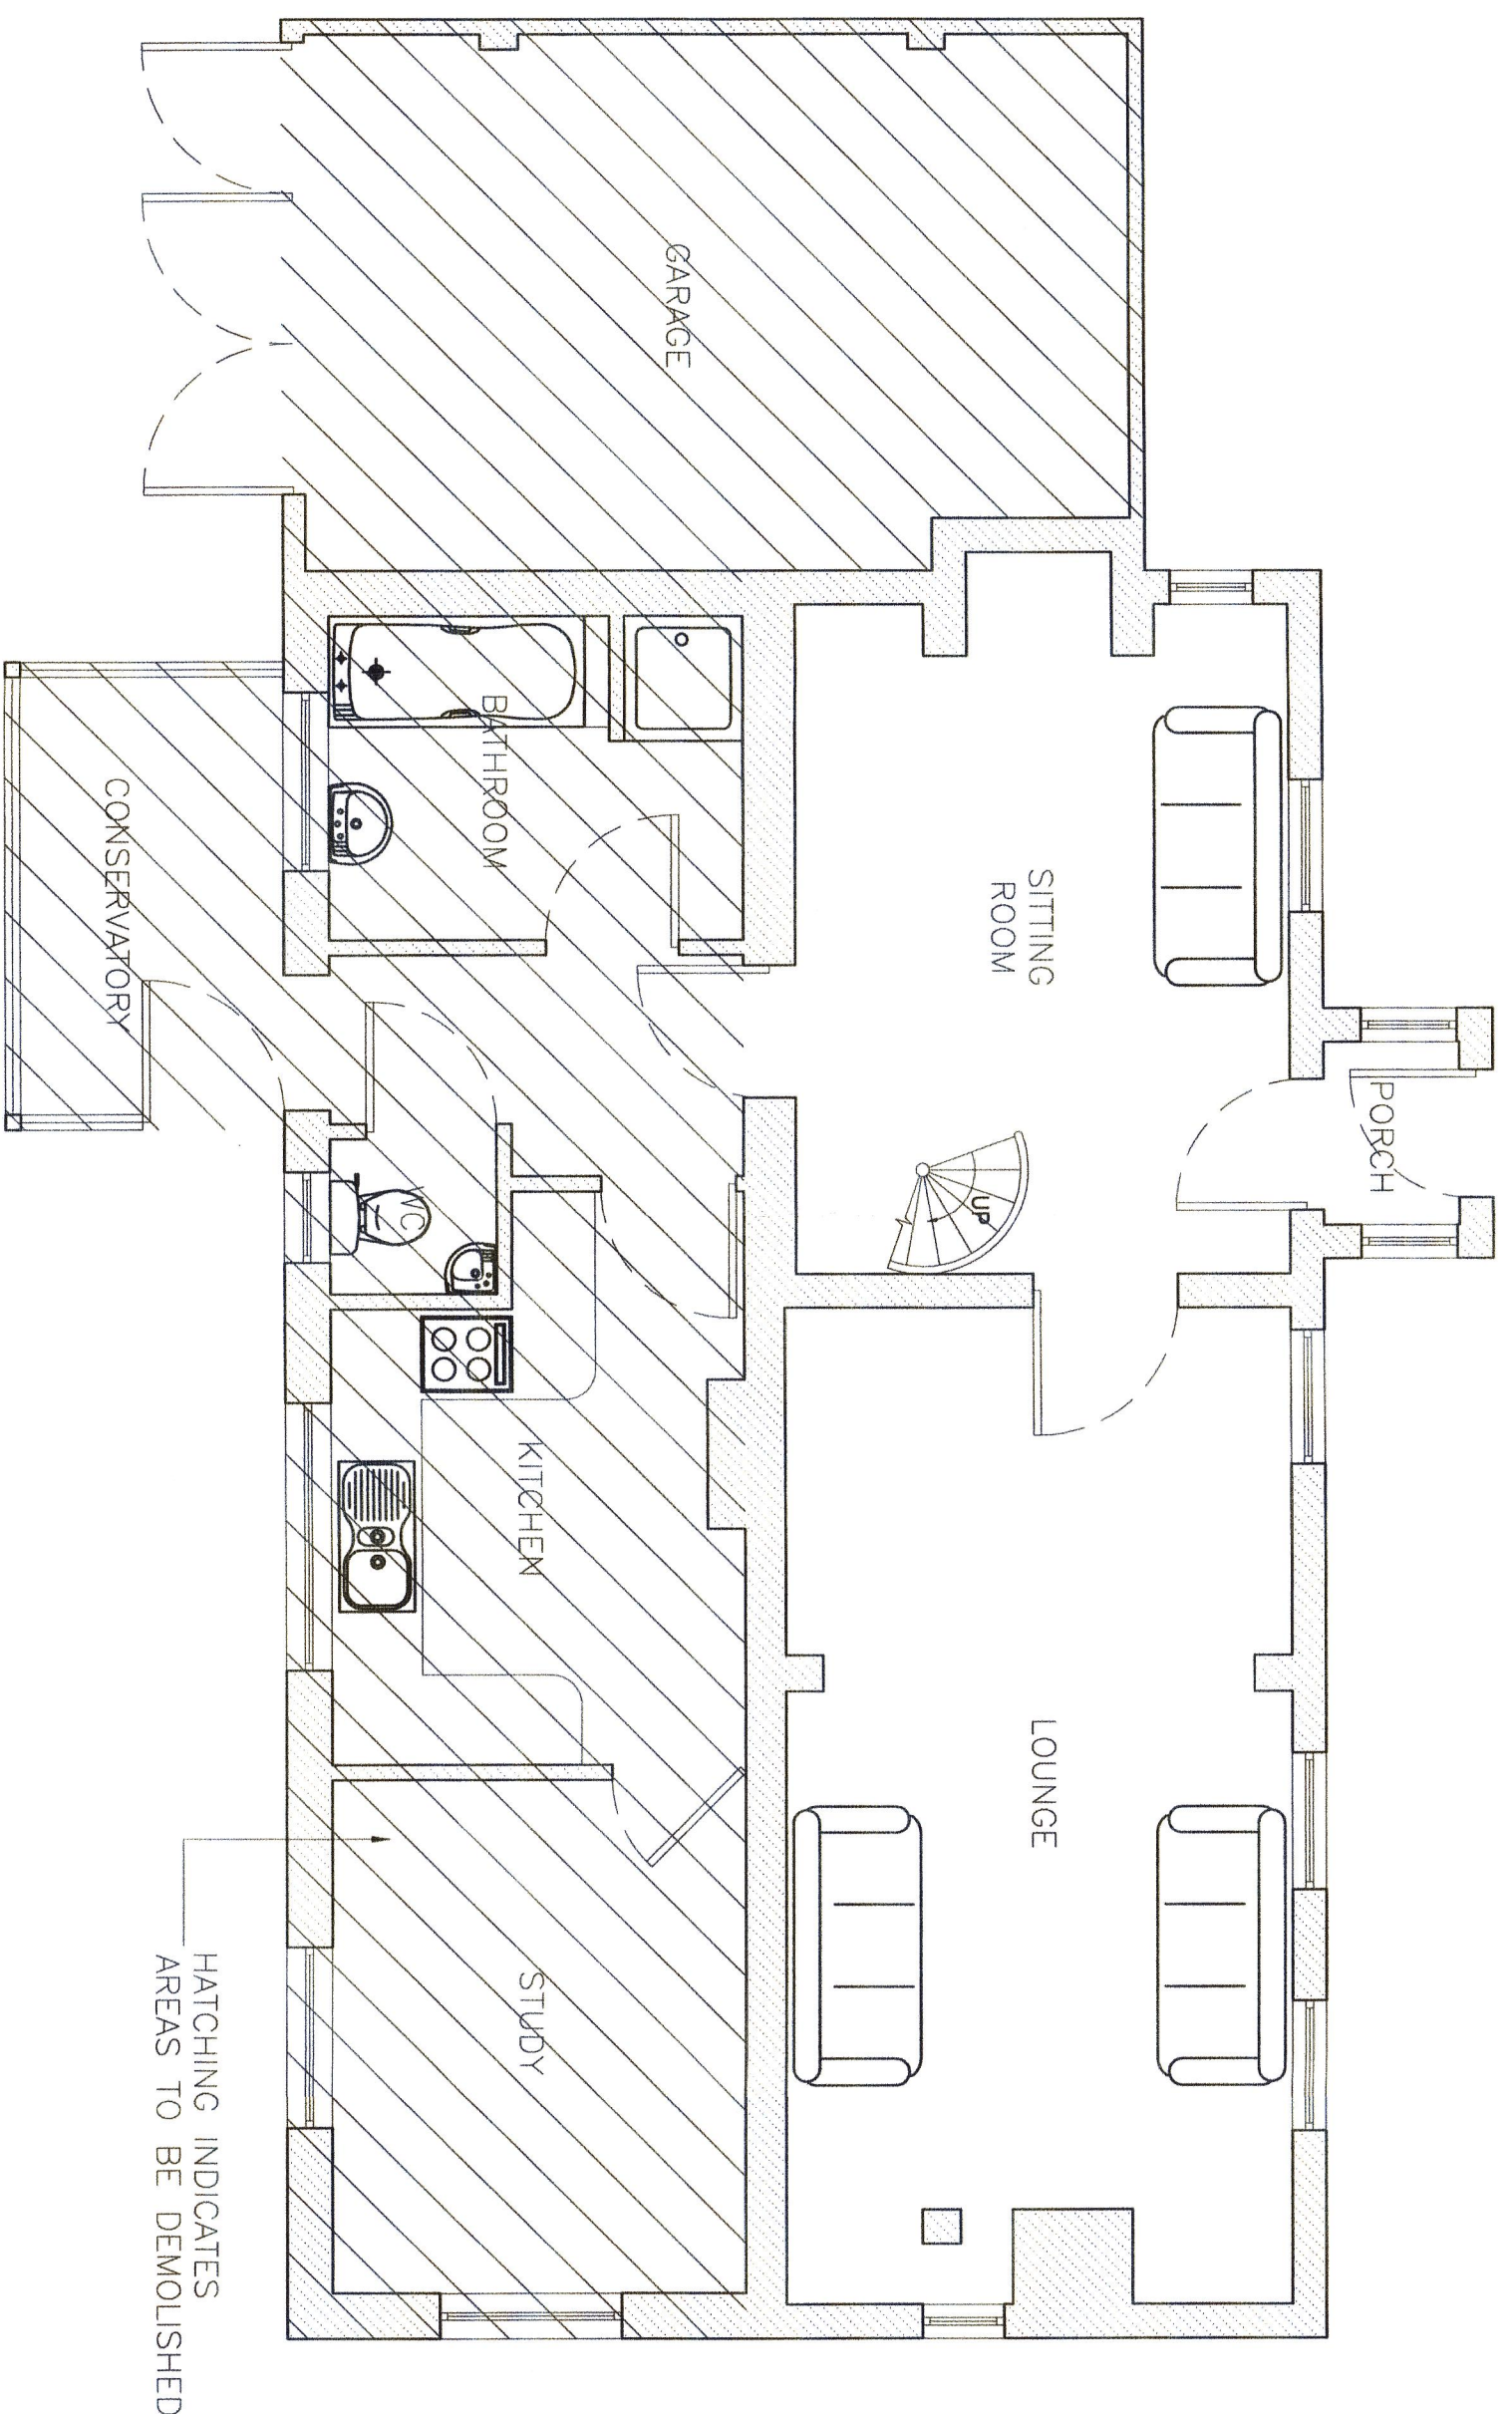 GARAGE
CONSERVATORY
BATHROOM
SITTING
ROOM
PORCH
UP
WC
KITCHEN
LOUNGE
STUDY
HATCHING INDICATES
AREAS TO BE DEMOLISHED